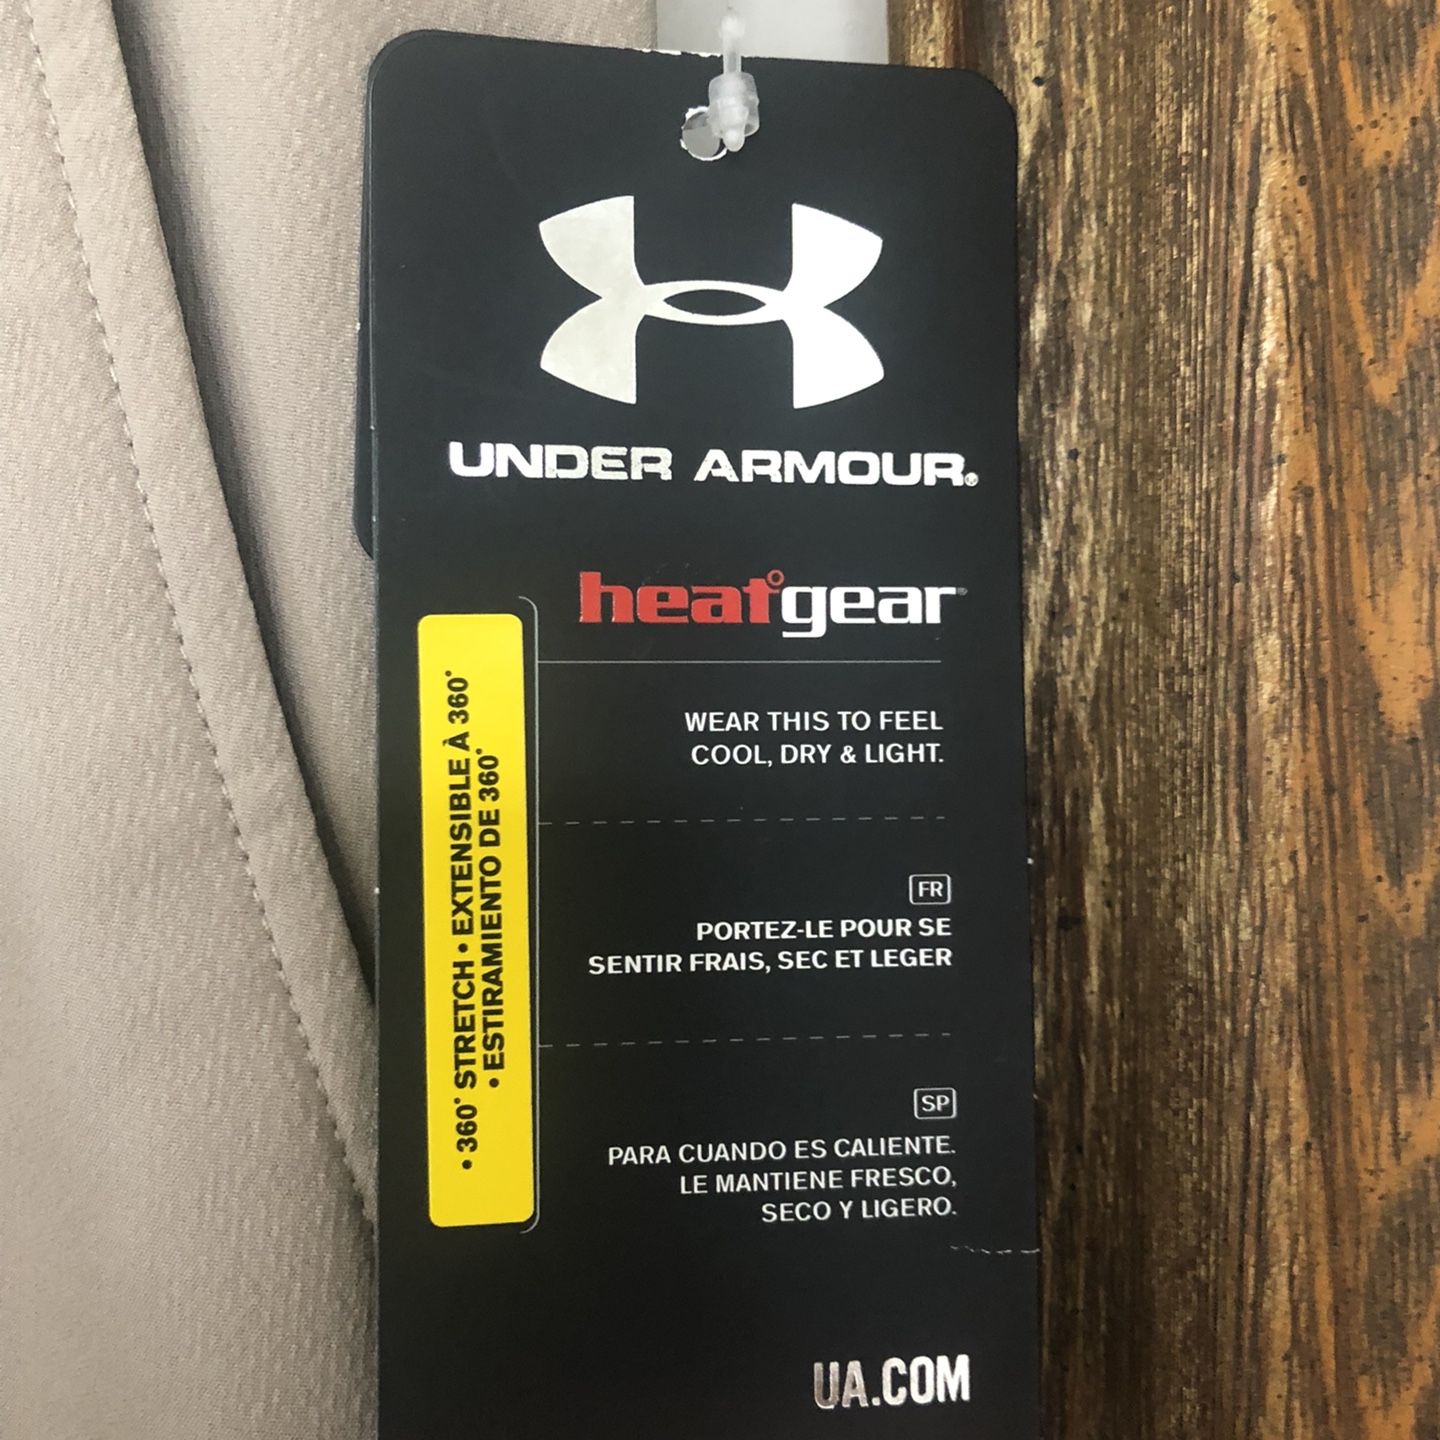 UNDER ARMOUR®
heat°gear
WEAR THIS TO FEEL
COOL, DRY & LIGHT.
• 360° STRETCH • EXTENSIBLE À 360°
• ESTIRAMIENTO DE 360°
FR
PORTEZ-LE POUR SE
SENTIR FRAIS, SEC ET LEGER
SP
PARA CUANDO ES CALIENTE.
LE MANTIENE FRESCO,
SECO Y LIGERO.
UA.COM